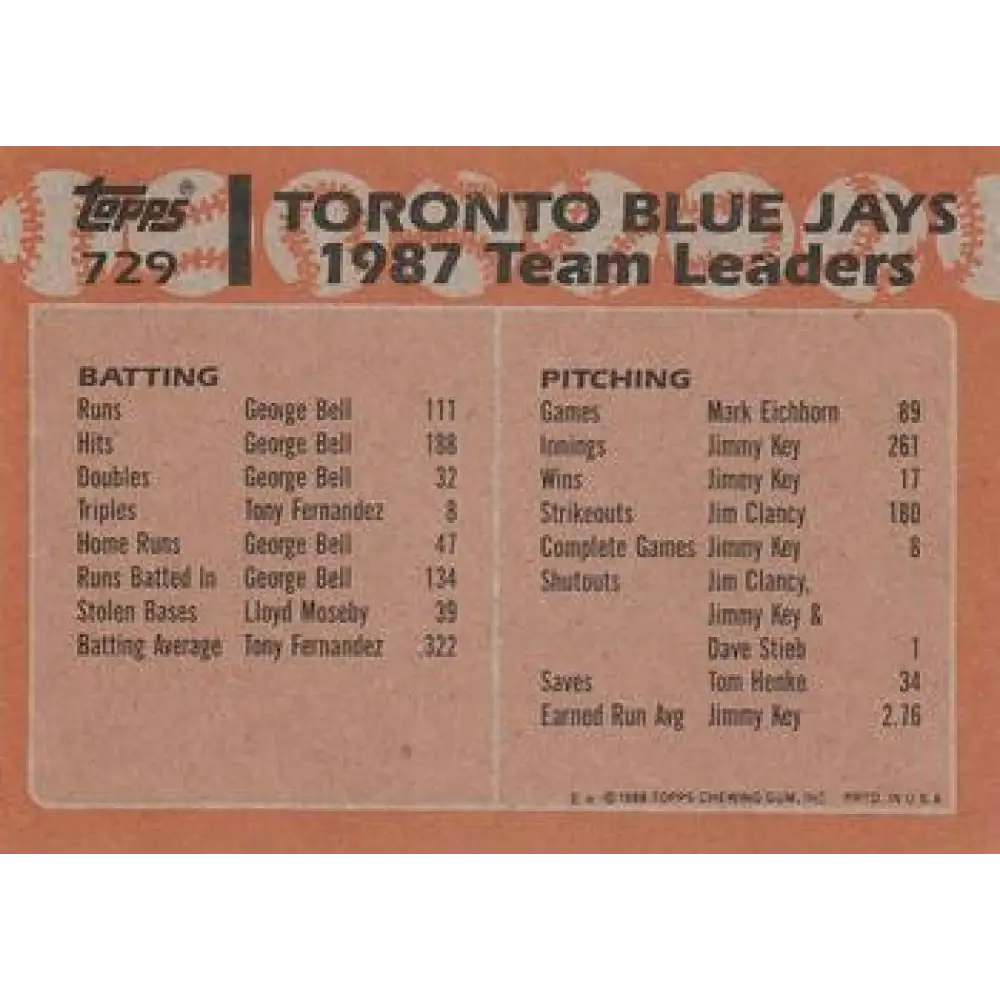 Topps®
729
TORONTO BLUE JAYS
1987 Team Leaders
BATTING
Runs George Bell 111
Hits George Bell 188
Doubles George Bell 32
Triples Tony Fernandez 8
Home Runs George Bell 47
Runs Batted In George Bell 134
Stolen Bases Lloyd Moseby 39
Batting Average Tony Fernandez .322
PITCHING
Games Mark Eichhorn 89
Innings Jimmy Key 261
Wins Jimmy Key 17
Strikeouts Jim Clancy 180
Complete Games Jimmy Key 8
Shutouts Jim Clancy,
Jimmy Key &
Dave Stieb 1
Saves Tom Henke 34
Earned Run Avg Jimmy Key 2.76
© 1988 TOPPS CHEWING GUM, INC. PRTD. IN U.S.A.